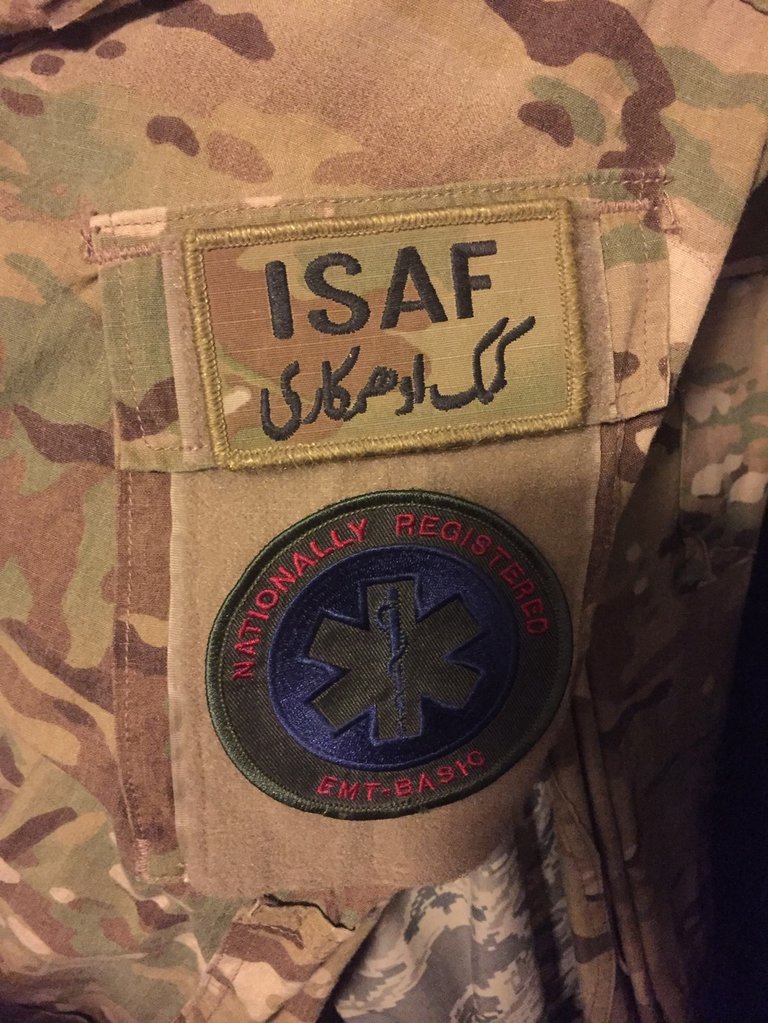 ISAF
کمک او همکاری
NATIONALLY REGISTERED
EMT-BASIC